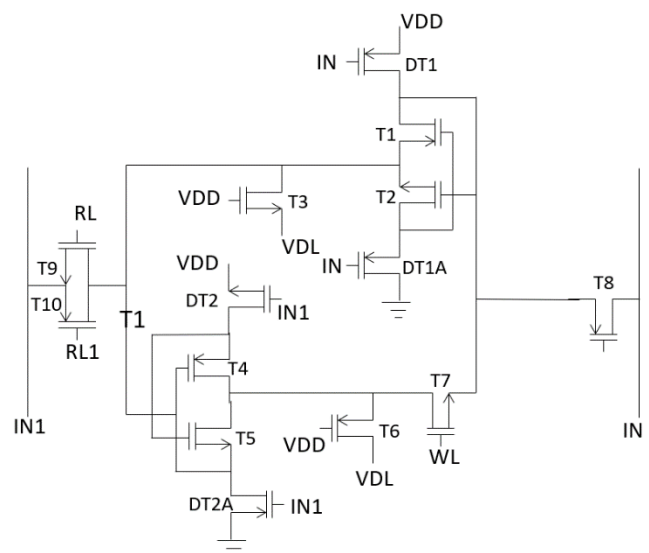 VDD
IN
DT1
T1
VDD
T3
T2
RL
VDL
IN
DT1A
T9
VDD
T10
DT2
IN1
T8
T1
RL1
T4
T7
IN1
T5
VDD
T6
WL
IN
VDL
DT2A
IN1